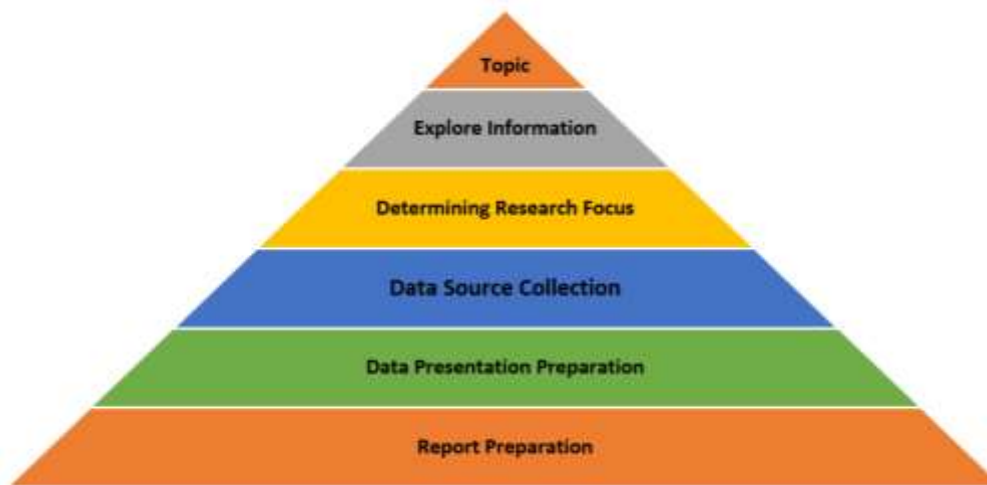 Topic
Explore Information
Determining Research Focus
Data Source Collection
Data Presentation Preparation
Report Preparation